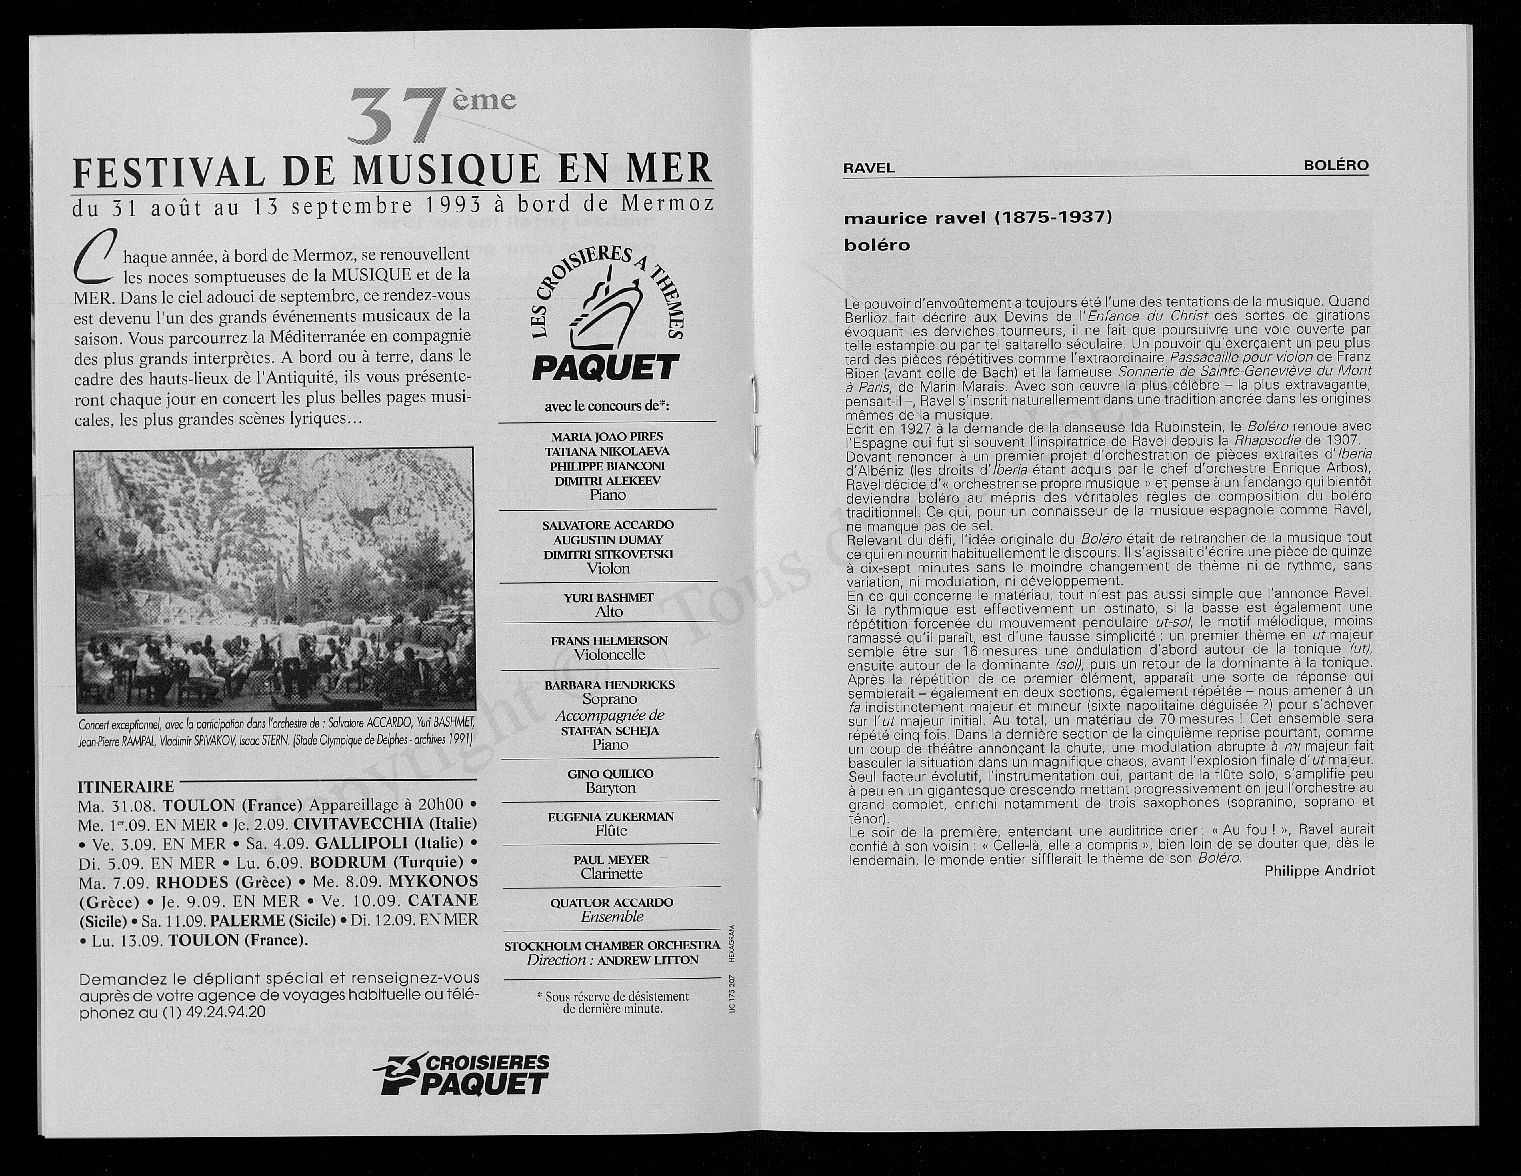 37ème
FESTIVAL DE MUSIQUE EN MER
du 31 août au 13 septembre 1993 à bord de Mermoz
Chaque année, à bord de Mermoz, se renouvellent
les noces somptueuses de la MUSIQUE et de la
MER. Dans le ciel adouci de septembre, ce rendez-vous
est devenu l'un des grands événements musicaux de la
saison. Vous parcourrez la Méditerranée en compagnie
des plus grands interprètes. A bord ou à terre, dans le
cadre des hauts-lieux de l'Antiquité, ils vous présente-
ront chaque jour en concert les plus belles pages musi-
cales, les plus grandes scènes lyriques...
Concert exceptionnel, avec la participation dans l'orchestre de : Salvatore ACCARDO, Yuri BASHMET,
Jean-Pierre RAMPAL, Vladimir SPIVAKOV, Isaac STERN. (Stade Olympique de Delphes - archives 1991)
ITINERAIRE
Ma. 31.08. TOULON (France) Appareillage à 20h00 •
Me. 1er.09. EN MER • Je. 2.09. CIVITAVECCHIA (Italie)
• Ve. 3.09. EN MER • Sa. 4.09. GALLIPOLI (Italie) •
Di. 5.09. EN MER • Lu. 6.09. BODRUM (Turquie) •
Ma. 7.09. RHODES (Grèce) • Me. 8.09. MYKONOS
(Grèce) • Je. 9.09. EN MER • Ve. 10.09. CATANE
(Sicile) • Sa. 11.09. PALERME (Sicile) • Di. 12.09. EN MER
• Lu. 13.09. TOULON (France).
Demandez le dépliant spécial et renseignez-vous
auprès de votre agence de voyages habituelle ou télé-
phonez au (1) 49.24.94.20
LES CROISIERES A THEMES
PAQUET
avec le concours de*:
MARIA JOAO PIRES
TATIANA NIKOLAEVA
PHILIPPE BIANCONI
DIMITRI ALEKEEV
Piano
SALVATORE ACCARDO
AUGUSTIN DUMAY
DIMITRI SITKOVETSKI
Violon
YURI BASHMET
Alto
FRANS HELMERSON
Violoncelle
BARBARA HENDRICKS
Soprano
Accompagnée de
STAFFAN SCHEJA
Piano
GINO QUILICO
Baryton
EUGENIA ZUKERMAN
Flûte
PAUL MEYER
Clarinette
QUATUOR ACCARDO
Ensemble
STOCKHOLM CHAMBER ORCHESTRA
Direction : ANDREW LITTON
* Sous réserve de désistement
de dernière minute.
LIC 175 207 HEXAGRAM
CROISIERES
PAQUET
RAVEL BOLÉRO
maurice ravel (1875-1937)
boléro
Le pouvoir d'envoûtement a toujours été l'une des tentations de la musique. Quand
Berlioz fait décrire aux Devins de l'Enfance du Christ des sortes de girations
évoquant les derviches tourneurs, il ne fait que poursuivre une voie ouverte par
telle estampie ou par tel saltarello séculaire. Un pouvoir qu'exerçaient un peu plus
tard des pièces répétitives comme l'extraordinaire Passacaille pour violon de Franz
Biber (avant celle de Bach) et la fameuse Sonnerie de Sainte-Geneviève du Mont
à Paris, de Marin Marais. Avec son œuvre la plus célèbre – la plus extravagante,
pensait-il –, Ravel s'inscrit naturellement dans une tradition ancrée dans les origines
mêmes de la musique.
Ecrit en 1927 à la demande de la danseuse Ida Rubinstein, le Boléro renoue avec
l'Espagne qui fut si souvent l'inspiratrice de Ravel depuis la Rhapsodie de 1907.
Devant renoncer à un premier projet d'orchestration de pièces extraites d'Iberia
d'Albéniz (les droits d'Iberia étant acquis par le chef d'orchestre Enrique Arbos),
Ravel décide d'« orchestrer se propre musique » et pense à un fandango qui bientôt
deviendra boléro au mépris des véritables règles de composition du boléro
traditionnel. Ce qui, pour un connaisseur de la musique espagnole comme Ravel,
ne manque pas de sel.
Relevant du défi, l'idée originale du Boléro était de retrancher de la musique tout
ce qui en nourrit habituellement le discours. Il s'agissait d'écrire une pièce de quinze
à dix-sept minutes sans le moindre changement de thème ni de rythme, sans
variation, ni modulation, ni développement.
En ce qui concerne le matériau, tout n'est pas aussi simple que l'annonce Ravel.
Si la rythmique est effectivement un ostinato, si la basse est également une
répétition forcenée du mouvement pendulaire ut-sol, le motif mélodique, moins
ramassé qu'il paraît, est d'une fausse simplicité : un premier thème en ut majeur
semble être sur 16 mesures une ondulation d'abord autour de la tonique (ut),
ensuite autour de la dominante (sol), puis un retour de la dominante à la tonique.
Après la répétition de ce premier élément, apparaît une sorte de réponse qui
semblerait – également en deux sections, également répétée – nous amener à un
fa indistinctement majeur et mineur (sixte napolitaine déguisée ?) pour s'achever
sur l'ut majeur initial. Au total, un matériau de 70 mesures ! Cet ensemble sera
répété cinq fois. Dans la dernière section de la cinquième reprise pourtant, comme
un coup de théâtre annonçant la chute, une modulation abrupte à mi majeur fait
basculer la situation dans un magnifique chaos, avant l'explosion finale d'ut majeur.
Seul facteur évolutif, l'instrumentation qui, partant de la flûte solo, s'amplifie peu
à peu en un gigantesque crescendo mettant progressivement en jeu l'orchestre au
grand complet, enrichi notamment de trois saxophones (sopranino, soprano et
ténor).
Le soir de la première, entendant une auditrice crier : « Au fou ! », Ravel aurait
confié à son voisin : « Celle-là, elle a compris », bien loin de se douter que, dès le
lendemain, le monde entier sifflerait le thème de son Boléro.
Philippe Andriot